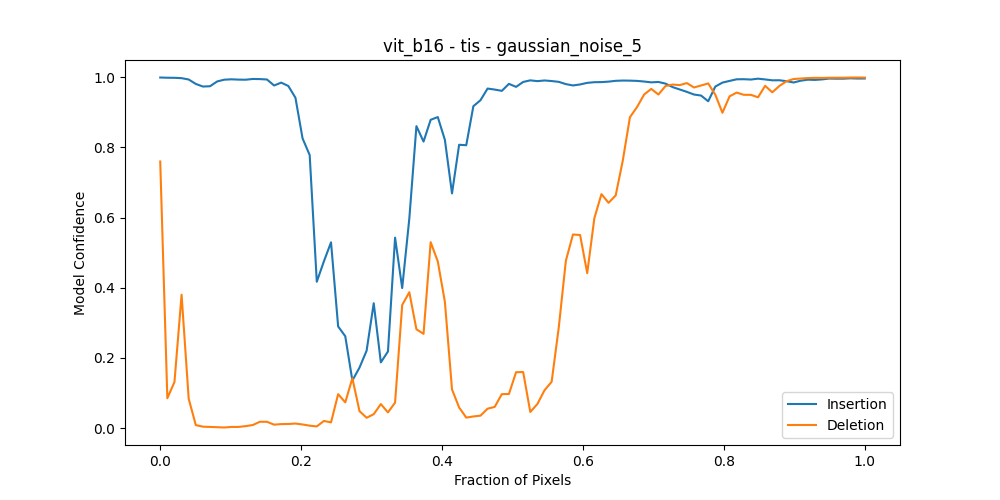 vit_b16 - tis - gaussian_noise_5
Model Confidence
1.0
0.8
0.6
0.4
0.2
0.0
0.0 0.2 0.4 0.6 0.8 1.0
Fraction of Pixels
Insertion
Deletion